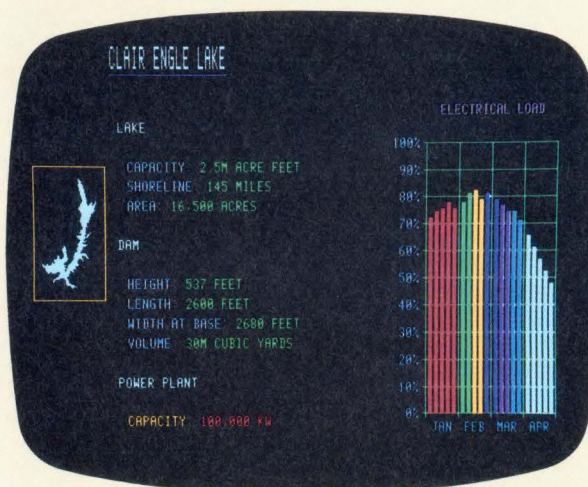 CLAIR ENGLE LAKE
LAKE
CAPACITY 2.5M ACRE FEET
SHORELINE 145 MILES
AREA 16.500 ACRES
DAM
HEIGHT 537 FEET
LENGTH 2600 FEET
WIDTH AT BASE 2680 FEET
VOLUME 30M CUBIC YARDS
POWER PLANT
CAPACITY 100.000 KW
ELECTRICAL LOAD
100%
90%
80%
70%
60%
50%
40%
30%
20%
10%
0%
JAN FEB MAR APR